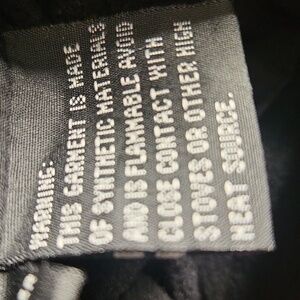 WARNING:
THIS GARMENT IS MADE
OF SYNTHETIC MATERIALS
AND IS FLAMMABLE AVOID
CLOSE CONTACT WITH
STOVES OR OTHER HIGH
HEAT SOURCE.